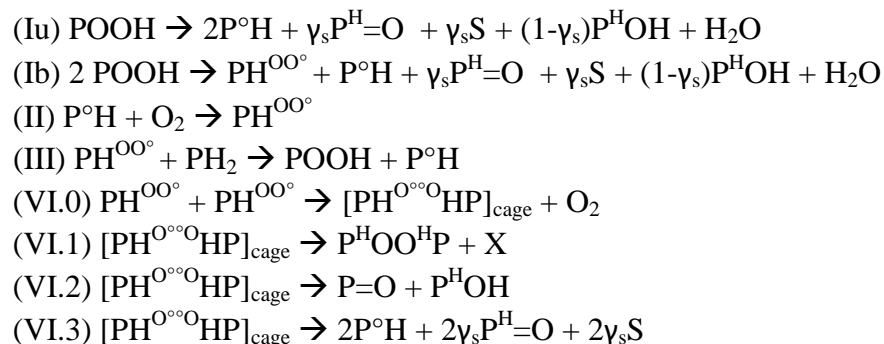 (Iu) POOH → 2P°H + γₛPᴴ=O + γₛS + (1-γₛ)PᴴOH + H₂O
(Ib) 2 POOH → PHᴼᴼ° + P°H + γₛPᴴ=O + γₛS + (1-γₛ)PᴴOH + H₂O
(II) P°H + O₂ → PHᴼᴼ°
(III) PHᴼᴼ° + PH₂ → POOH + P°H
(VI.0) PHᴼᴼ° + PHᴼᴼ° → [PHᴼ°°ᴼHP]cage + O₂
(VI.1) [PHᴼ°°ᴼHP]cage → PᴴOOᴴP + X
(VI.2) [PHᴼ°°ᴼHP]cage → P=O + PᴴOH
(VI.3) [PHᴼ°°ᴼHP]cage → 2P°H + 2γₛPᴴ=O + 2γₛS